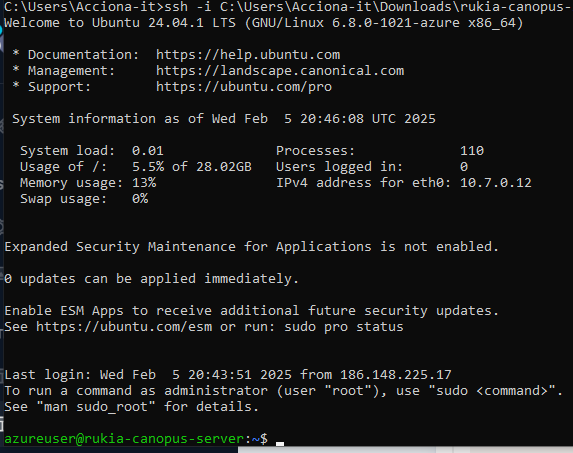 C:\Users\Acciona-it>ssh -i C:\Users\Acciona-it\Downloads\rukia-canopus-
Welcome to Ubuntu 24.04.1 LTS (GNU/Linux 6.8.0-1021-azure x86_64)
* Documentation:  https://help.ubuntu.com
* Management:     https://landscape.canonical.com
* Support:        https://ubuntu.com/pro
System information as of Wed Feb  5 20:46:08 UTC 2025
System load:  0.01              Processes:             110
Usage of /:   5.5% of 28.02GB   Users logged in:       0
Memory usage: 13%               IPv4 address for eth0: 10.7.0.12
Swap usage:   0%
Expanded Security Maintenance for Applications is not enabled.
0 updates can be applied immediately.
Enable ESM Apps to receive additional future security updates.
See https://ubuntu.com/esm or run: sudo pro status
Last login: Wed Feb  5 20:43:51 2025 from 186.148.225.17
To run a command as administrator (user "root"), use "sudo <command>".
See "man sudo_root" for details.
azureuser@rukia-canopus-server:~$